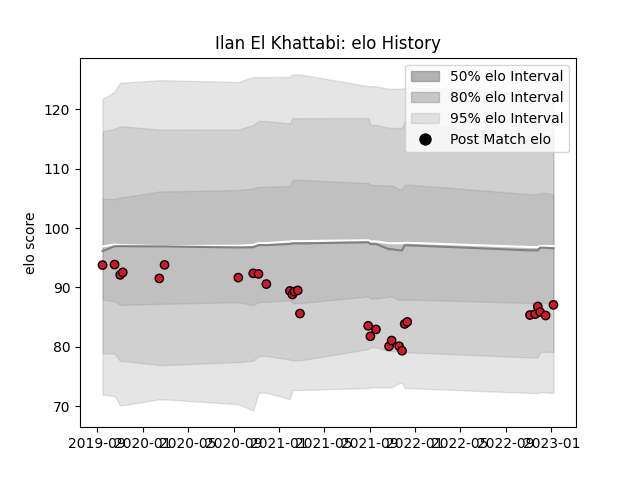 Ilan El Khattabi: elo History
50% elo Interval
80% elo Interval
95% elo Interval
Post Match elo
elo score
120
110
100
90
80
70
2019-09 2020-01 2020-05 2020-09 2021-01 2021-05 2021-09 2022-01 2022-05 2022-09 2023-01